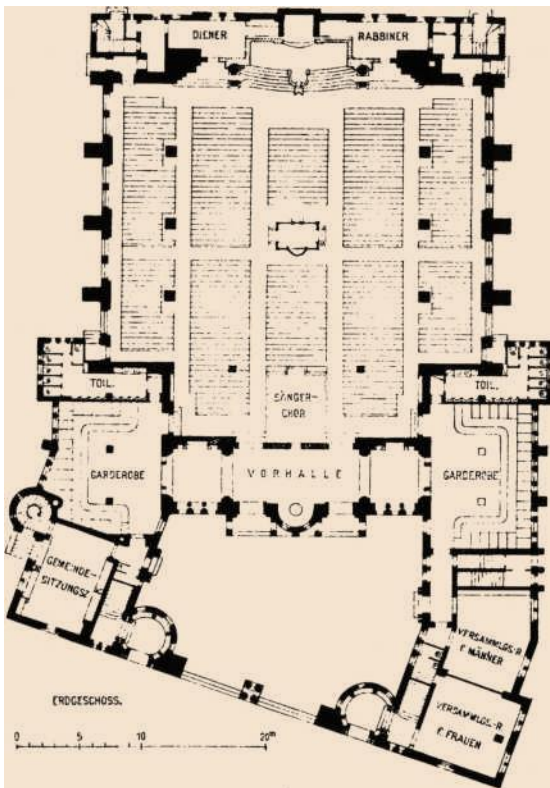 DIENER
RABBINER
TOIL.
SÄNGER-
CHOR
TOIL.
GARDEROBE
VORHALLE
GARDEROBE
GEMEINDE-
SITZUNGSZ.
VERSAMMLGS-R
F. MÄNNER
VERSAMMLGS-R
F. FRAUEN
ERDGESCHOSS.
0 5 10 20m